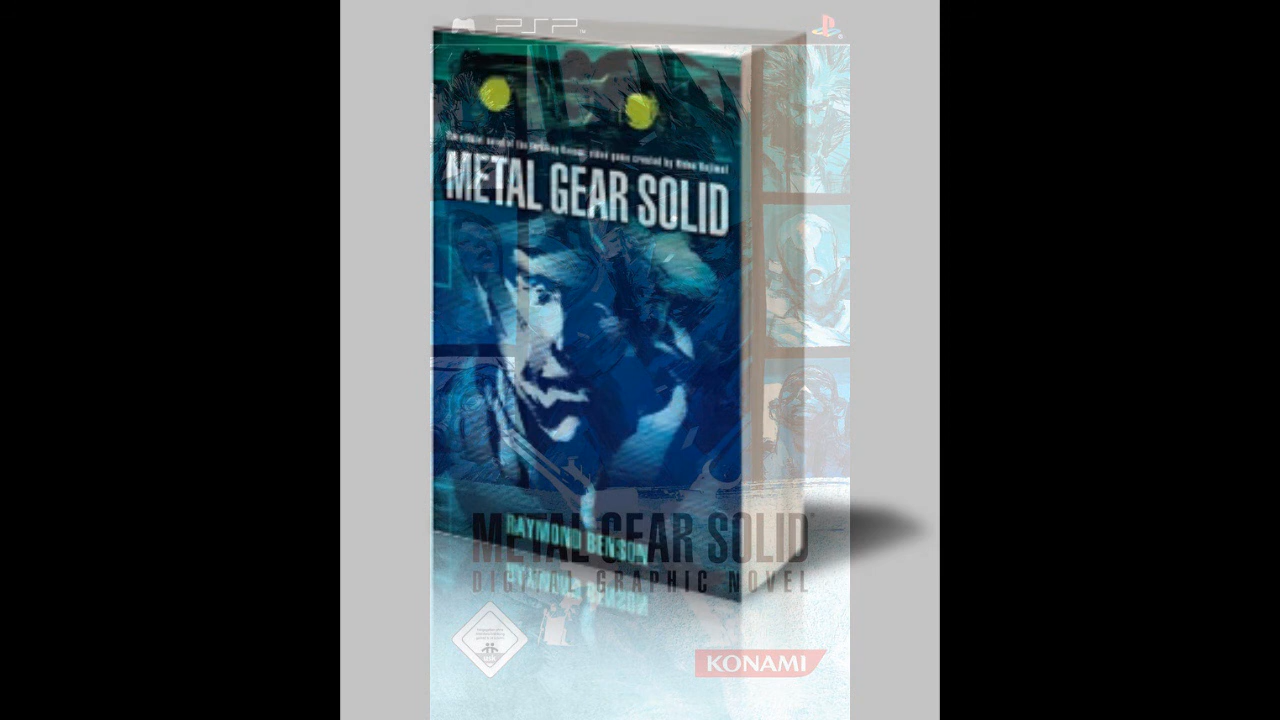 PSP
METAL GEAR SOLID
RAYMOND BENSON
METAL GEAR SOLID
DIGITAL GRAPHIC NOVEL
KONAMI